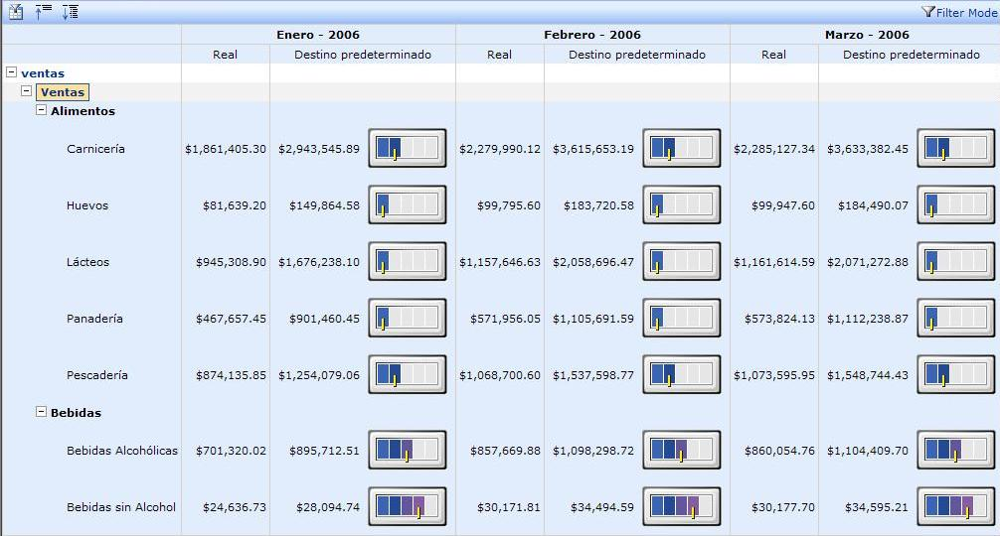 Filter Mode
Enero - 2006 Febrero - 2006 Marzo - 2006
Real Destino predeterminado Real Destino predeterminado Real Destino predeterminado
ventas
Ventas
Alimentos
Carnicería $1,861,405.30 $2,943,545.89 $2,279,990.12 $3,615,653.19 $2,285,127.34 $3,633,382.45
Huevos $81,639.20 $149,864.58 $99,795.60 $183,720.58 $99,947.60 $184,490.07
Lácteos $945,308.90 $1,676,238.10 $1,157,646.63 $2,058,696.47 $1,161,614.59 $2,071,272.88
Panadería $467,657.45 $901,460.45 $571,956.05 $1,105,691.59 $573,824.13 $1,112,238.87
Pescadería $874,135.85 $1,254,079.06 $1,068,700.60 $1,537,598.77 $1,073,595.95 $1,548,744.43
Bebidas
Bebidas Alcohólicas $701,320.02 $895,712.51 $857,669.88 $1,098,298.72 $860,054.76 $1,104,409.70
Bebidas sin Alcohol $24,636.73 $28,094.74 $30,171.81 $34,494.59 $30,177.70 $34,595.21